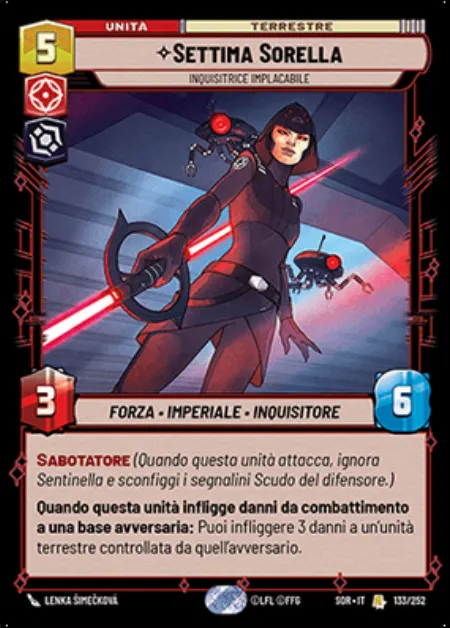 5
UNITÀ
TERRESTRE
✧SETTIMA SORELLA
INQUISITRICE IMPLACABILE
3
6
FORZA • IMPERIALE • INQUISITORE
SABOTATORE (Quando questa unità attacca, ignora
Sentinella e sconfiggi i segnalini Scudo del difensore.)
Quando questa unità infligge danni da combattimento
a una base avversaria: Puoi infliggere 3 danni a un'unità
terrestre controllata da quell'avversario.
LENKA ŠIMEČKOVÁ
©LFL ©FFG
SOR • IT
133/252